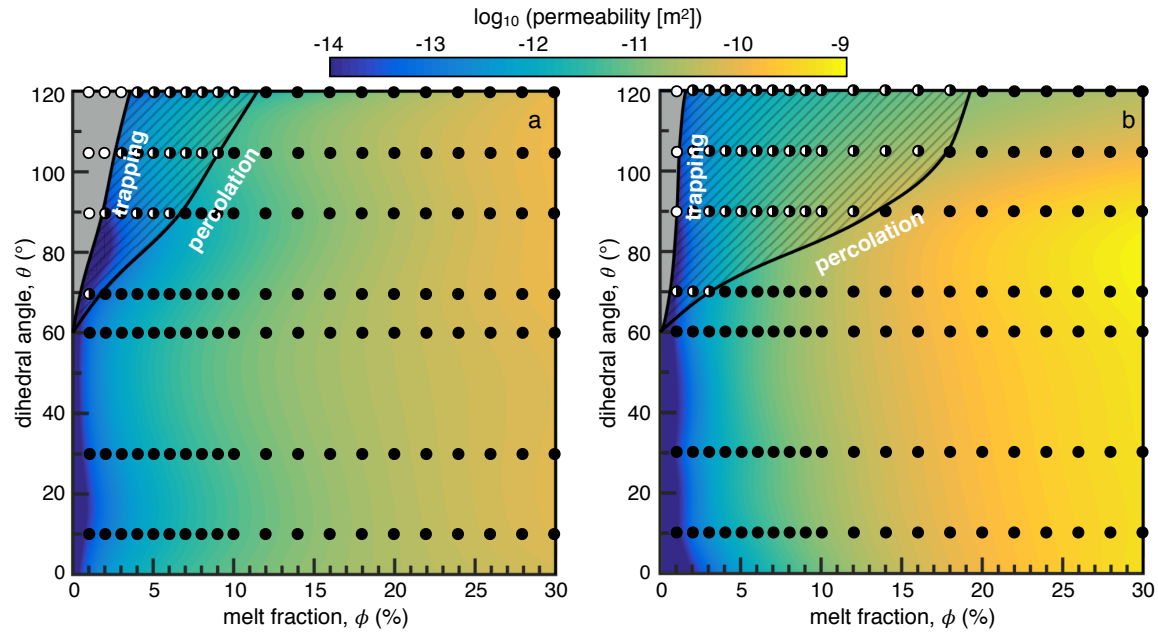 log₁₀ (permeability [m²])
-14 -13 -12 -11 -10 -9
a
b
trapping
percolation
trapping
percolation
dihedral angle, θ (°)
120
100
80
60
40
20
0
0 5 10 15 20 25 30
melt fraction, ϕ (%)
dihedral angle, θ (°)
120
100
80
60
40
20
0
0 5 10 15 20 25 30
melt fraction, ϕ (%)